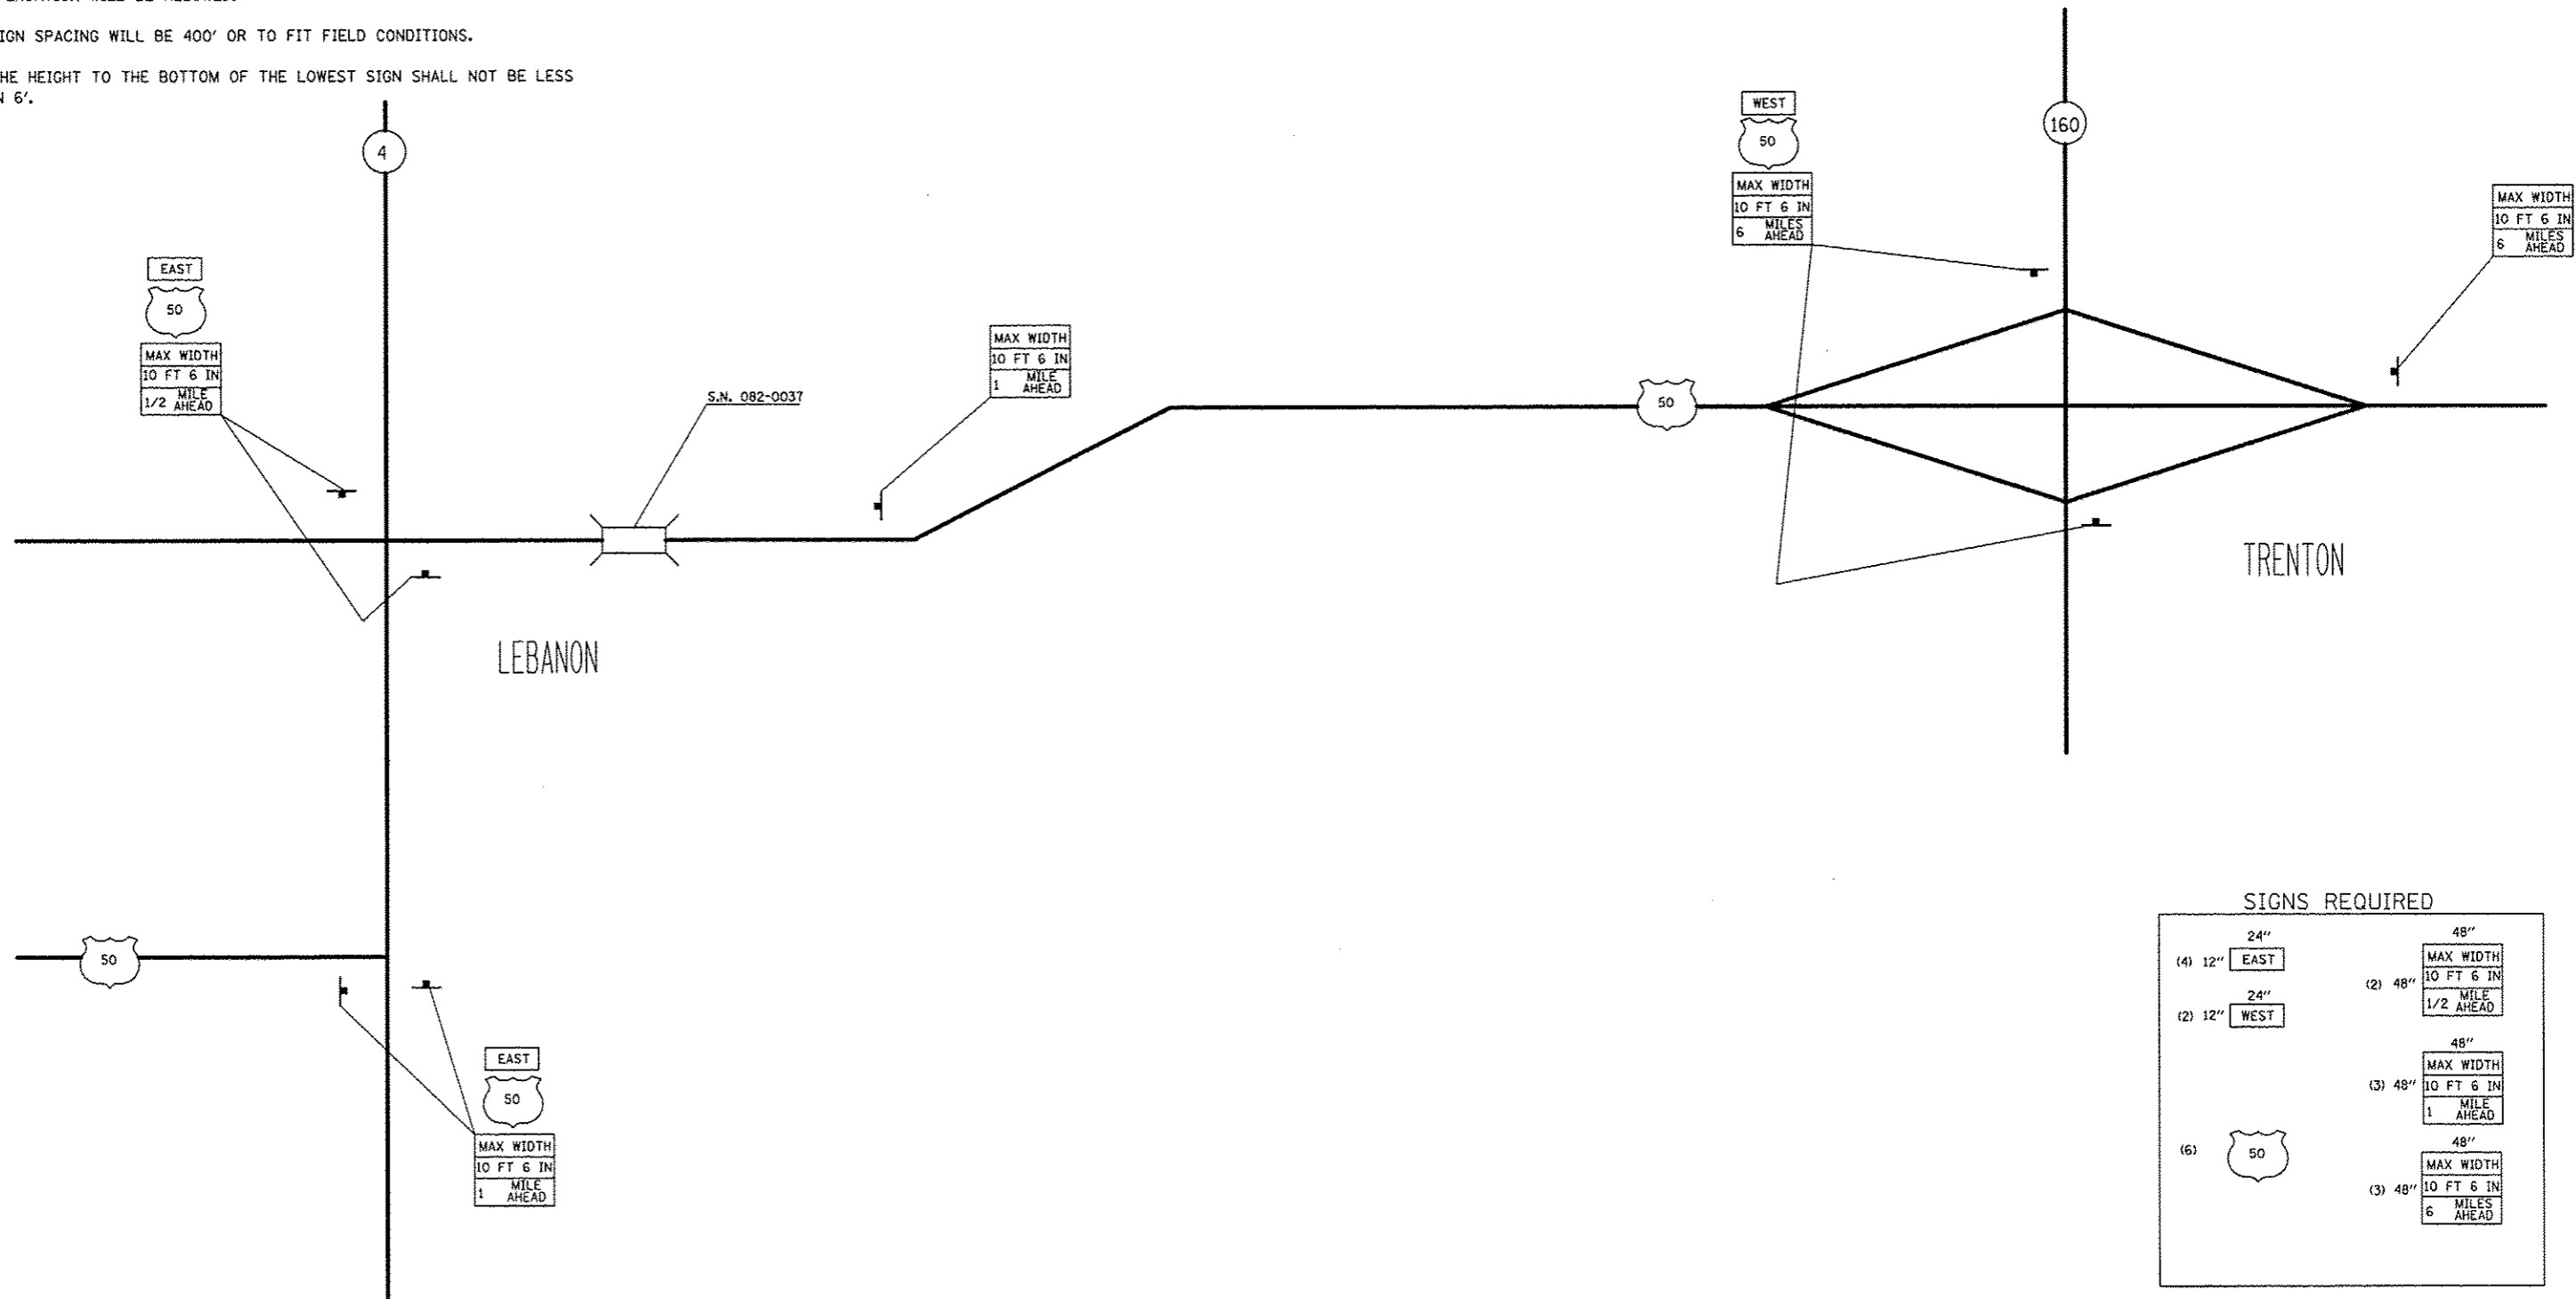 IGN SPACING WILL BE 400' OR TO FIT FIELD CONDITIONS.
HE HEIGHT TO THE BOTTOM OF THE LOWEST SIGN SHALL NOT BE LESS
N 6'.
4
EAST
50
MAX WIDTH
10 FT 6 IN
1/2 MILE AHEAD
S.N. 082-0037
MAX WIDTH
10 FT 6 IN
1 MILE AHEAD
WEST
50
MAX WIDTH
10 FT 6 IN
6 MILES AHEAD
160
MAX WIDTH
10 FT 6 IN
6 MILES AHEAD
50
LEBANON
TRENTON
50
EAST
50
MAX WIDTH
10 FT 6 IN
1 MILE AHEAD
SIGNS REQUIRED
24"
(4) 12" EAST
24"
(2) 12" WEST
(6) 50
48"
(2) 48"
MAX WIDTH
10 FT 6 IN
1/2 MILE AHEAD
48"
(3) 48"
MAX WIDTH
10 FT 6 IN
1 MILE AHEAD
48"
(3) 48"
MAX WIDTH
10 FT 6 IN
6 MILES AHEAD